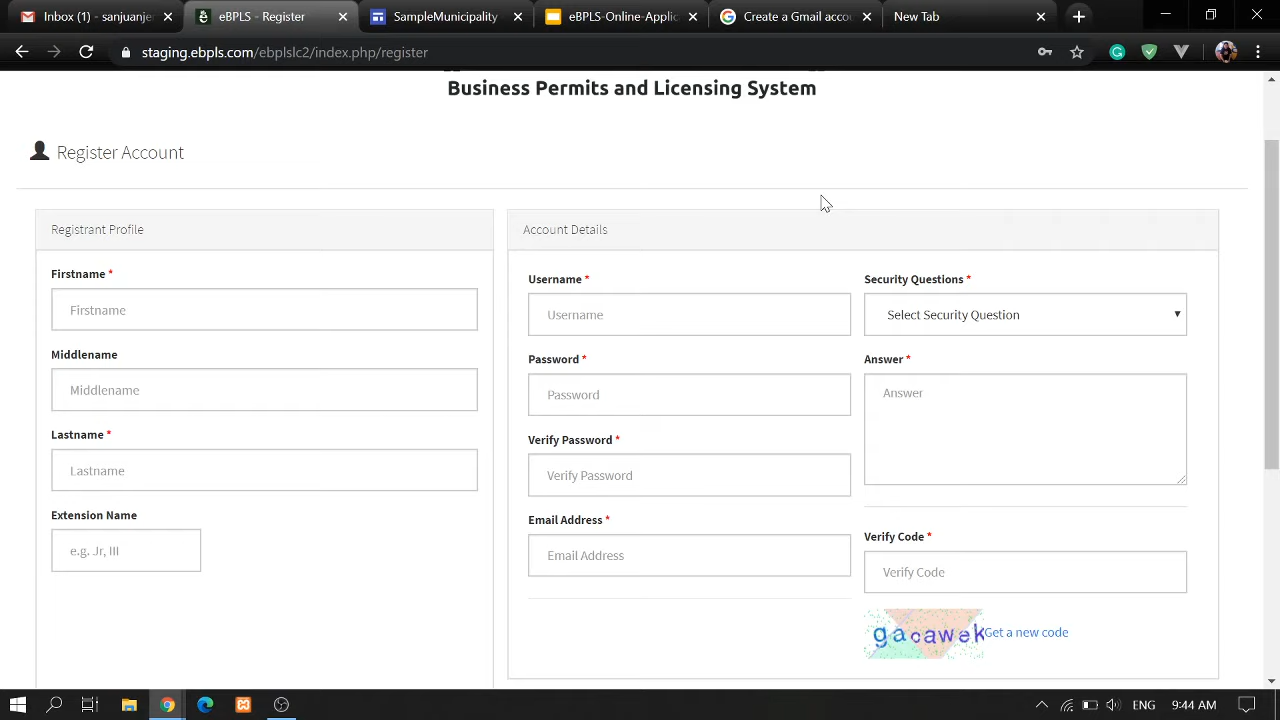 Inbox (10) - sanjuanje
eBPLS - Register
SampleMunicipality
eBPLS-Online-Applic
Create a Gmail accou
New Tab
staging.ebpls.com/ebplslc2/index.php/register
Business Permits and Licensing System
Register Account
Registrant Profile
Account Details
Firstname *
Firstname
Middlename
Middlename
Lastname *
Lastname
Extension Name
e.g. Jr, III
Username *
Username
Password *
Password
Verify Password *
Verify Password
Email Address *
Email Address
Security Questions *
Select Security Question
Answer *
Answer
Verify Code *
Verify Code
gacawek
Get a new code
ENG
9:44 AM